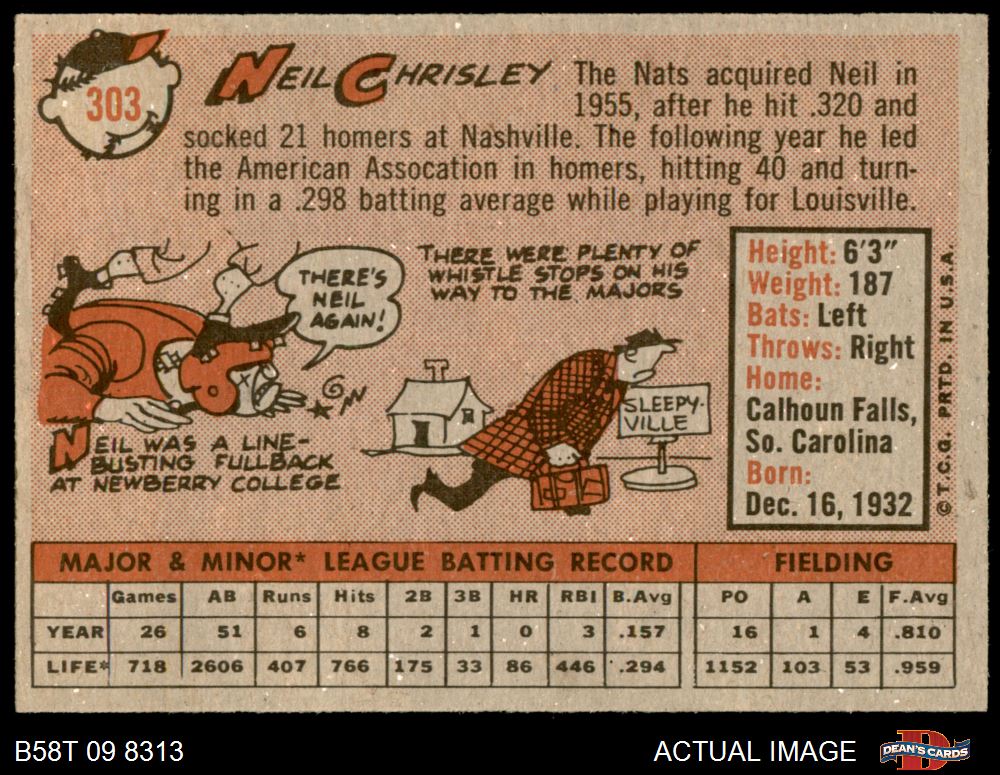 303
NEIL CHRISLEY
The Nats acquired Neil in
1955, after he hit .320 and
socked 21 homers at Nashville. The following year he led
the American Assocation in homers, hitting 40 and turn-
ing in a .298 batting average while playing for Louisville.
THERE'S
NEIL
AGAIN!
NEIL WAS A LINE-
BUSTING FULLBACK
AT NEWBERRY COLLEGE
THERE WERE PLENTY OF
WHISTLE STOPS ON HIS
WAY TO THE MAJORS
SLEEPY-
VILLE
Height: 6'3"
Weight: 187
Bats: Left
Throws: Right
Home:
Calhoun Falls,
So. Carolina
Born:
Dec. 16, 1932
© T.C.G. PRTD. IN U.S.A.
MAJOR & MINOR* LEAGUE BATTING RECORD FIELDING
Games AB Runs Hits 2B 3B HR RBI B.Avg PO A E F.Avg
YEAR 26 51 6 8 2 1 0 3 .157 16 1 4 .810
LIFE* 718 2606 407 766 175 33 86 446 .294 1152 103 53 .959
B58T 09 8313 ACTUAL IMAGE DEAN'S CARDS